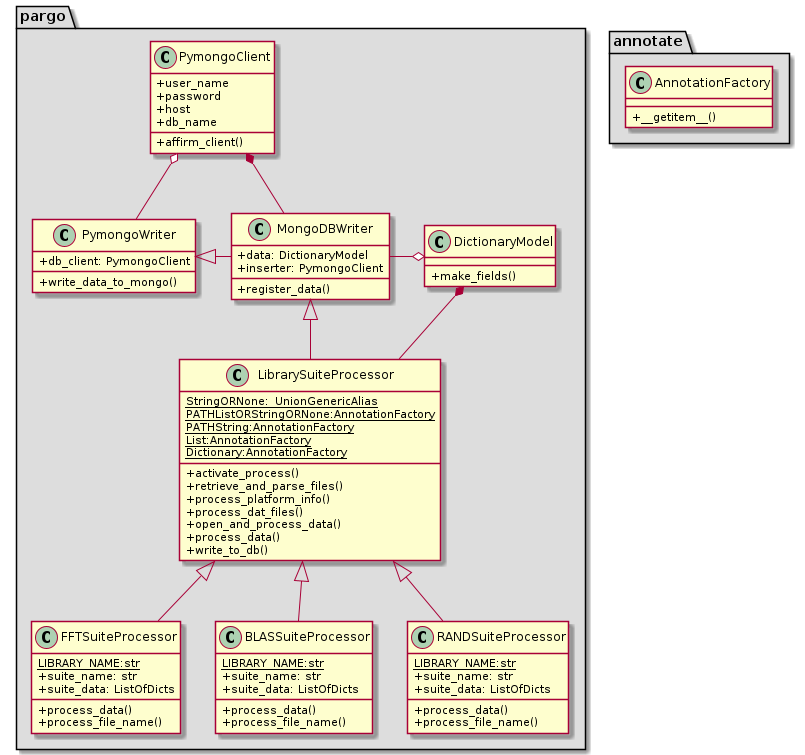 pargo
annotate
C PymongoClient
+user_name
+password
+host
+db_name
+affirm_client()
C AnnotationFactory
+__getitem__()
C PymongoWriter
+db_client: PymongoClient
+write_data_to_mongo()
C MongoDBWriter
+data: DictionaryModel
+inserter: PymongoClient
+register_data()
C DictionaryModel
+make_fields()
C LibrarySuiteProcessor
StringORNone: _UnionGenericAlias
PATHListORStringORNone:AnnotationFactory
PATHString:AnnotationFactory
List:AnnotationFactory
Dictionary:AnnotationFactory
+activate_process()
+retrieve_and_parse_files()
+process_platform_info()
+process_dat_files()
+open_and_process_data()
+process_data()
+write_to_db()
C FFTSuiteProcessor
LIBRARY_NAME:str
+suite_name: str
+suite_data: ListOfDicts
+process_data()
+process_file_name()
C BLASSuiteProcessor
LIBRARY_NAME:str
+suite_name: str
+suite_data: ListOfDicts
+process_data()
+process_file_name()
C RANDSuiteProcessor
LIBRARY_NAME:str
+suite_name: str
+suite_data: ListOfDicts
+process_data()
+process_file_name()